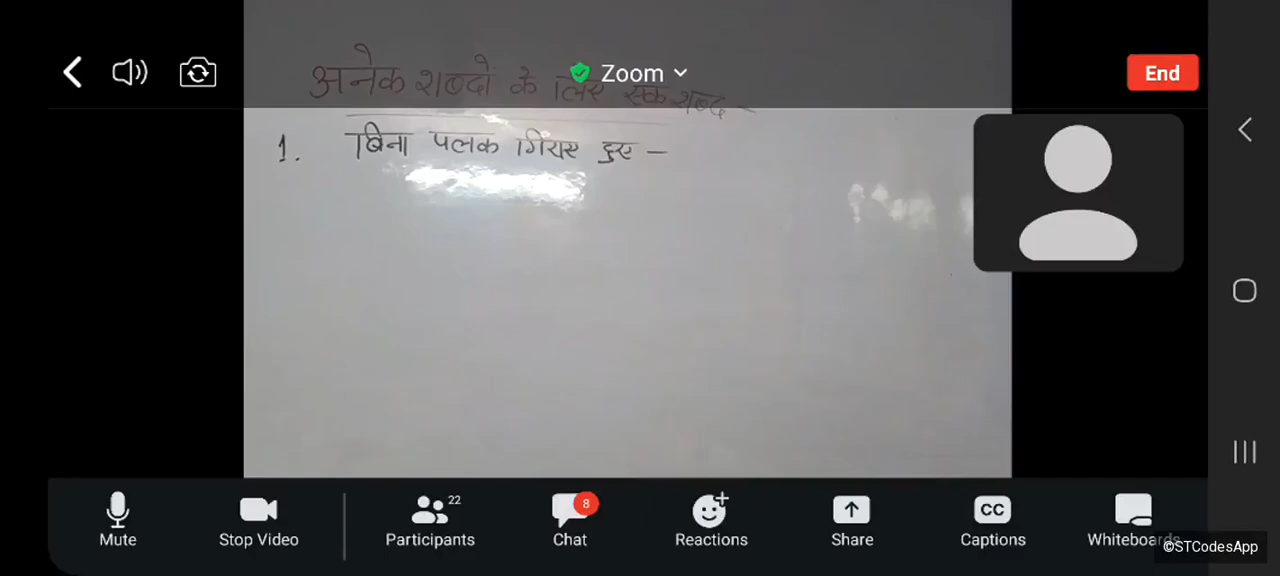 Zoom
End
अनेक शब्दों के लिए एक शब्द -
1. बिना पलक गिराए हुए -
Mute
Stop Video
22
Participants
8
Chat
Reactions
Share
CC
Captions
Whiteboards
©STCodesApp